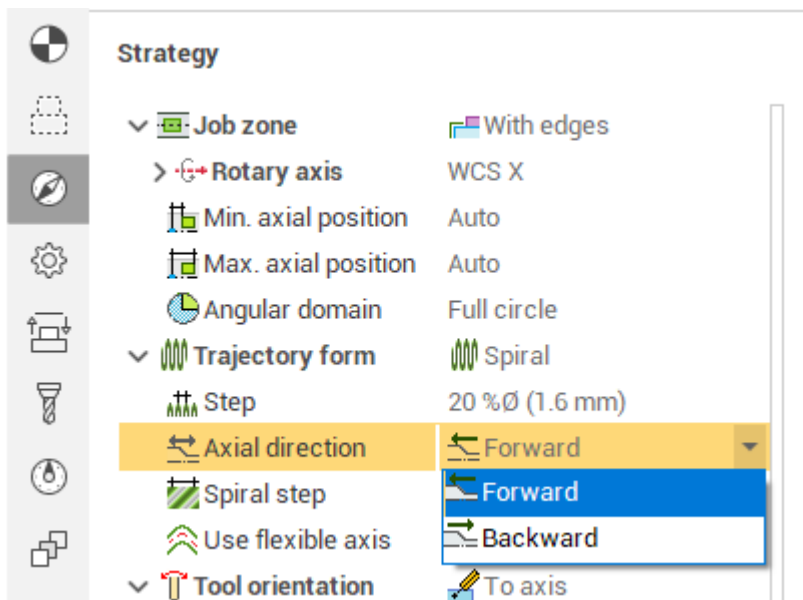 Strategy
Job zone With edges
Rotary axis WCS X
Min. axial position Auto
Max. axial position Auto
Angular domain Full circle
Trajectory form Spiral
Step 20 %Ø (1.6 mm)
Axial direction Forward
Spiral step Forward
Use flexible axis Backward
Tool orientation To axis